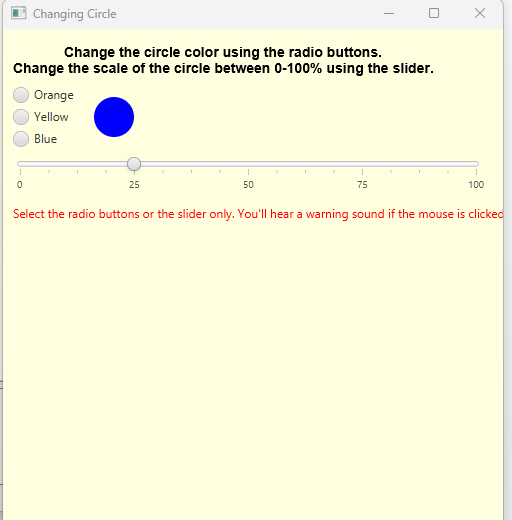 Changing Circle
Change the circle color using the radio buttons.
Change the scale of the circle between 0-100% using the slider.
Orange
Yellow
Blue
0 25 50 75 100
Select the radio buttons or the slider only. You'll hear a warning sound if the mouse is clicked